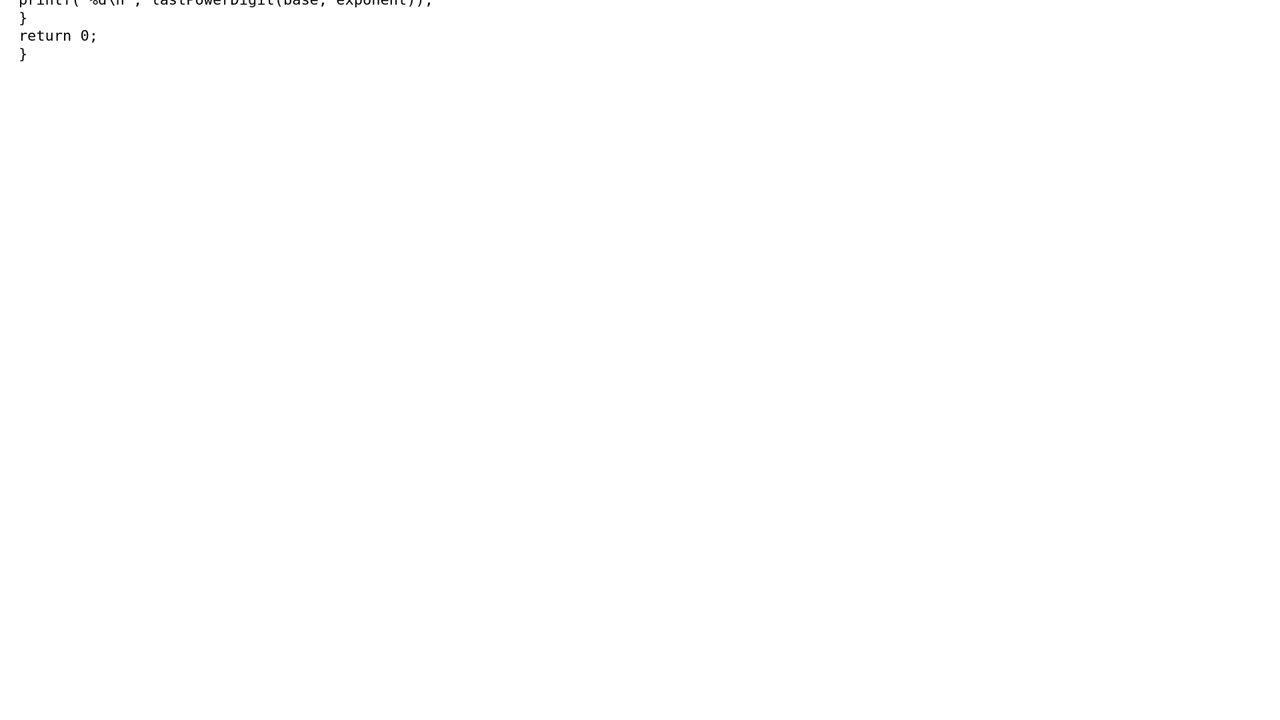 printf("%d\n", lastPowerDigit(base, exponent));
}
return 0;
}